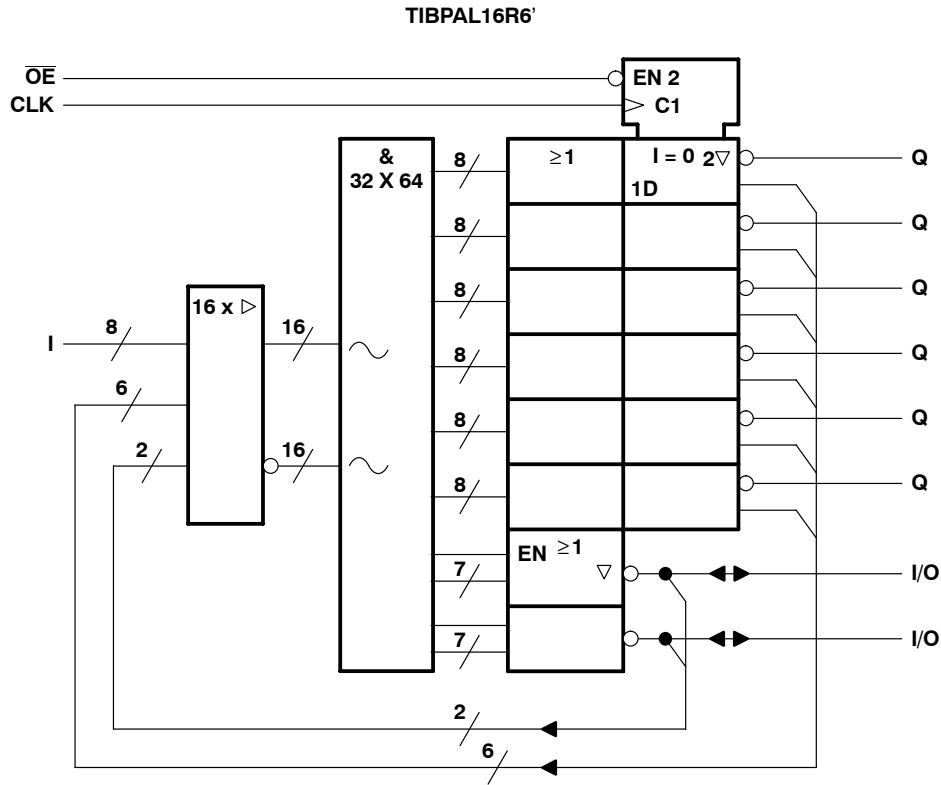 TIBPAL16R6'
OE
EN 2
CLK
C1
&
32 X 64
8
≥1
I = 0 2▽
1D
Q
8
Q
8
Q
16 x ▷
I
8
16
8
Q
6
8
Q
2
16
8
Q
EN ≥1
▽
7
I/O
7
I/O
2
6